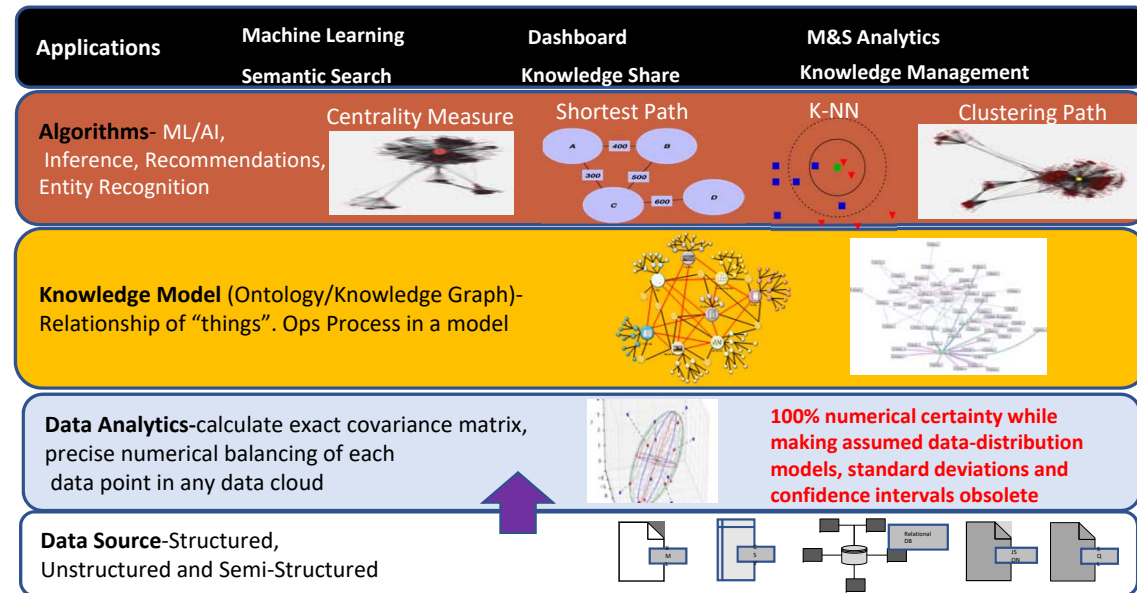 Applications
Machine Learning
Dashboard
M&S Analytics
Semantic Search
Knowledge Share
Knowledge Management
Algorithms- ML/AI,
Inference, Recommendations,
Entity Recognition
Centrality Measure
Shortest Path
K-NN
Clustering Path
A
400
B
300
500
C
600
D
Knowledge Model (Ontology/Knowledge Graph)-
Relationship of “things”. Ops Process in a model
Data Analytics-calculate exact covariance matrix,
precise numerical balancing of each
data point in any data cloud
100% numerical certainty while
making assumed data-distribution
models, standard deviations and
confidence intervals obsolete
Data Source-Structured,
Unstructured and Semi-Structured
Relational
DB
JS
ON